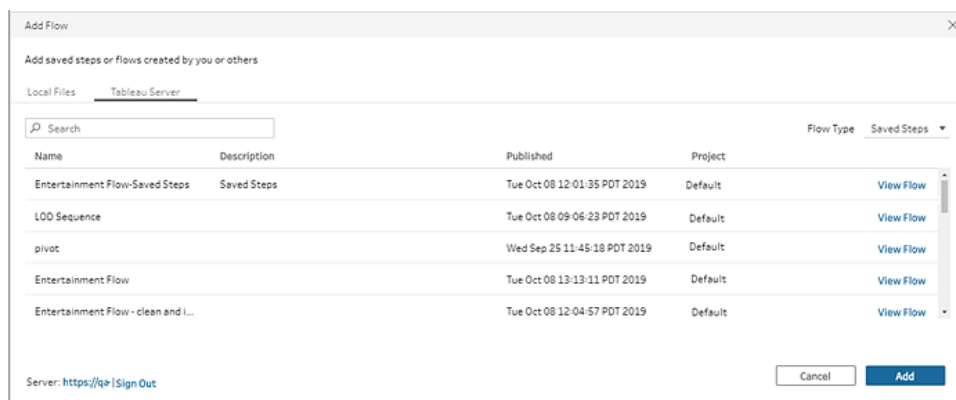 Add Flow
Add saved steps or flows created by you or others
Local Files Tableau Server
Search Flow Type Saved Steps
Name Description Published Project
Entertainment Flow-Saved Steps Saved Steps Tue Oct 08 12:01:35 PDT 2019 Default View Flow
LOD Sequence Tue Oct 08 09:06:23 PDT 2019 Default View Flow
pivot Wed Sep 25 11:45:18 PDT 2019 Default View Flow
Entertainment Flow Tue Oct 08 13:13:11 PDT 2019 Default View Flow
Entertainment Flow - clean and i... Tue Oct 08 12:04:57 PDT 2019 Default View Flow
Server: https://qa- | Sign Out Cancel Add